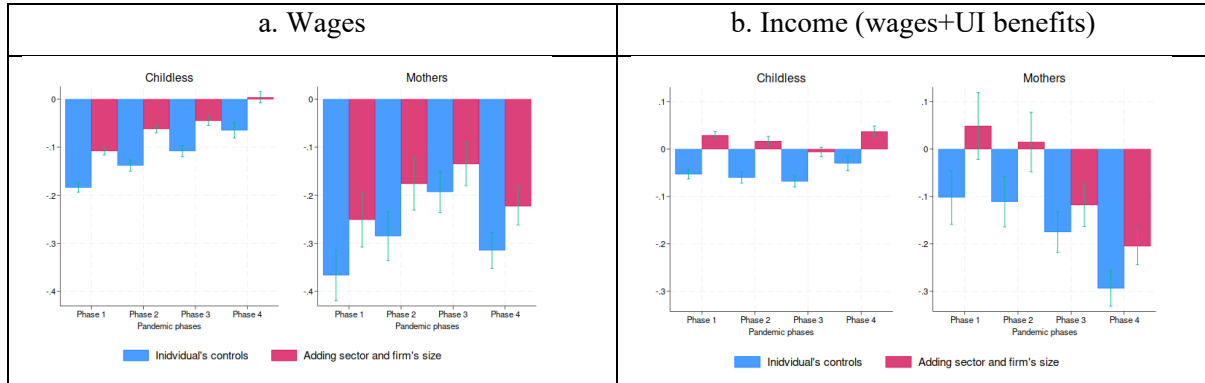 a. Wages
b. Income (wages+UI benefits)
Childless
Mothers
0
-.1
-.2
-.3
-.4
0
-.1
-.2
-.3
-.4
Phase 1 Phase 2 Phase 3 Phase 4
Pandemic phases
Phase 1 Phase 2 Phase 3 Phase 4
Pandemic phases
Inidvidual's controls
Adding sector and firm's size
Childless
Mothers
.1
0
-.1
-.2
-.3
.1
0
-.1
-.2
-.3
Phase 1 Phase 2 Phase 3 Phase 4
Pandemic phases
Phase 1 Phase 2 Phase 3 Phase 4
Pandemic phases
Inidvidual's controls
Adding sector and firm's size